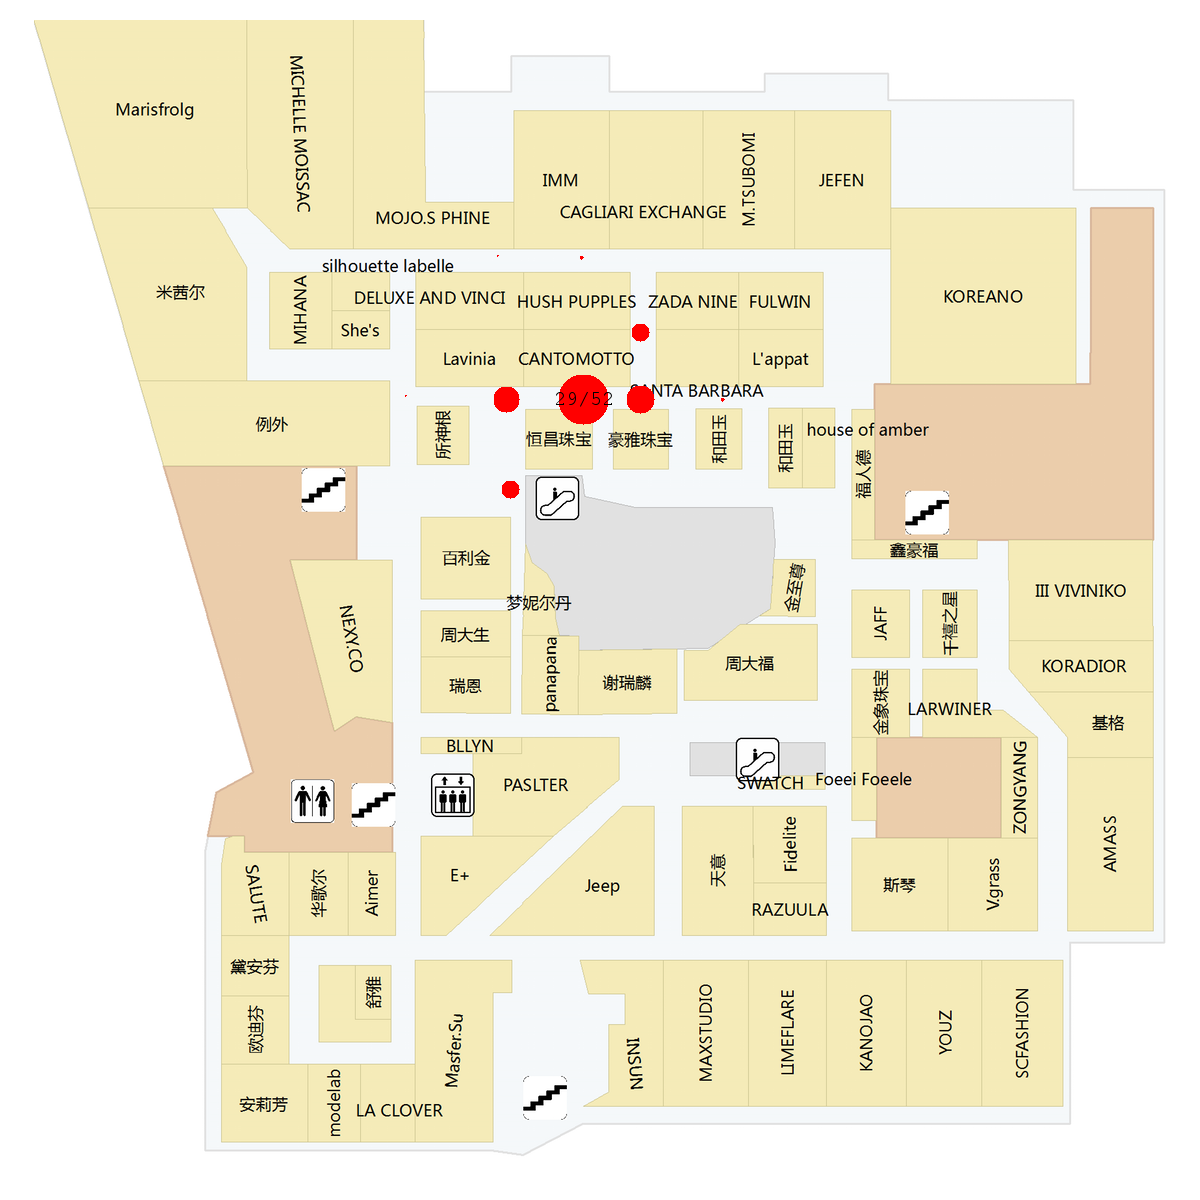 Marisfrolg
MICHELLE MOISSAC
MOJO.S PHINE
IMM
CAGLIARI EXCHANGE
M.TSUBOMI
JEFEN
米茜尔
silhouette labelle
MIHANA
DELUXE AND VINCI
She's
HUSH PUPPLES
ZADA NINE
FULWIN
KOREANO
Lavinia
CANTOMOTTO
L'appat
SANTA BARBARA
29/52
例外
所神根
恒昌珠宝
豪雅珠宝
和田玉
和田玉
house of amber
福人德
鑫豪福
百利金
梦妮尔丹
金至尊
III VIVINIKO
NEXY.CO
周大生
JAFF
千禧之星
瑞恩
panapana
谢瑞麟
周大福
KORADIOR
金象珠宝
LARWINER
基格
BLLYN
PASLTER
SWATCH
Foeei Foeele
ZONGYANG
SALUTE
华歌尔
Aimer
E+
Jeep
天意
Fidelite
RAZUULA
斯琴
V.grass
AMASS
黛安芬
舒雅
欧迪芬
Masfer.Su
INSUN
MAXSTUDIO
LIMEFLARE
KANOJAO
YOUZ
SCFASHION
安莉芳
modelab
LA CLOVER